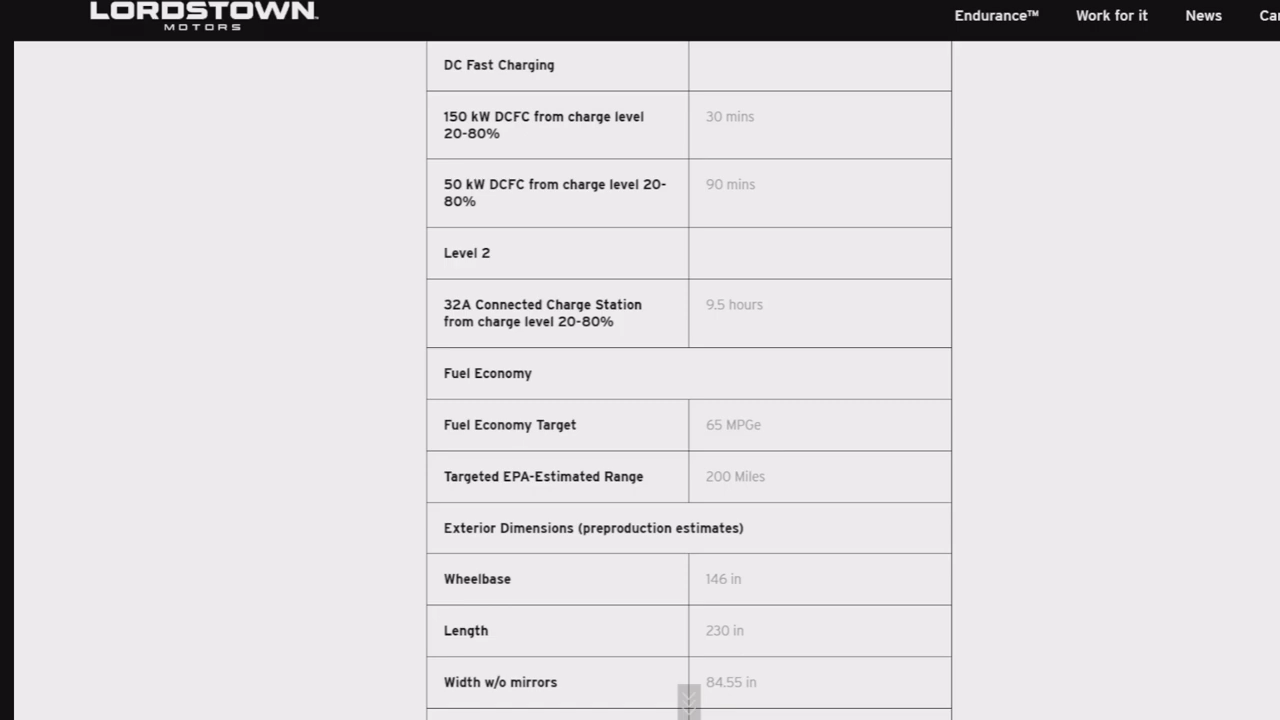 LORDSTOWN
MOTORS
Endurance™ Work for it News Ca
DC Fast Charging
150 kW DCFC from charge level
20-80%
30 mins
50 kW DCFC from charge level 20-
80%
90 mins
Level 2
32A Connected Charge Station
from charge level 20-80%
9.5 hours
Fuel Economy
Fuel Economy Target
65 MPGe
Targeted EPA-Estimated Range
200 Miles
Exterior Dimensions (preproduction estimates)
Wheelbase
146 in
Length
230 in
Width w/o mirrors
84.55 in